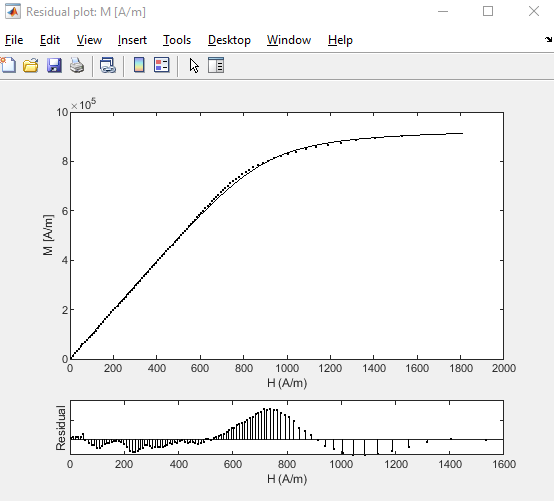 Residual plot: M [A/m]
File Edit View Insert Tools Desktop Window Help
×10⁵
10
8
6
4
2
0
M [A/m]
0 200 400 600 800 1000 1200 1400 1600 1800 2000
H (A/m)
Residual
0 200 400 600 800 1000 1200 1400 1600
H (A/m)